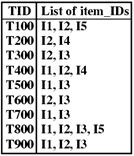 TID List of item_IDs
T100 I1, I2, I5
T200 I2, I4
T300 I2, I3
T400 I1, I2, I4
T500 I1, I3
T600 I2, I3
T700 I1, I3
T800 I1, I2, I3, I5
T900 I1, I2, I3